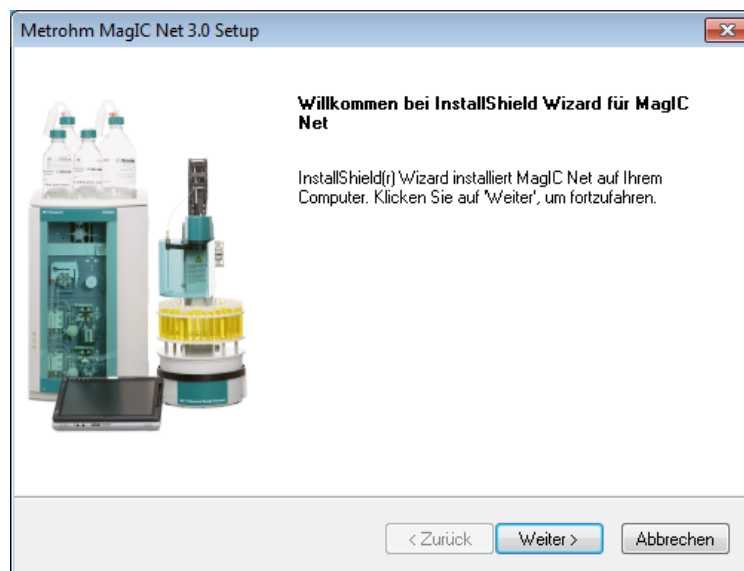 Metrohm MagIC Net 3.0 Setup
Willkommen bei InstallShield Wizard für MagIC
Net
InstallShield(r) Wizard installiert MagIC Net auf Ihrem
Computer. Klicken Sie auf 'Weiter', um fortzufahren.
< Zurück
Weiter >
Abbrechen